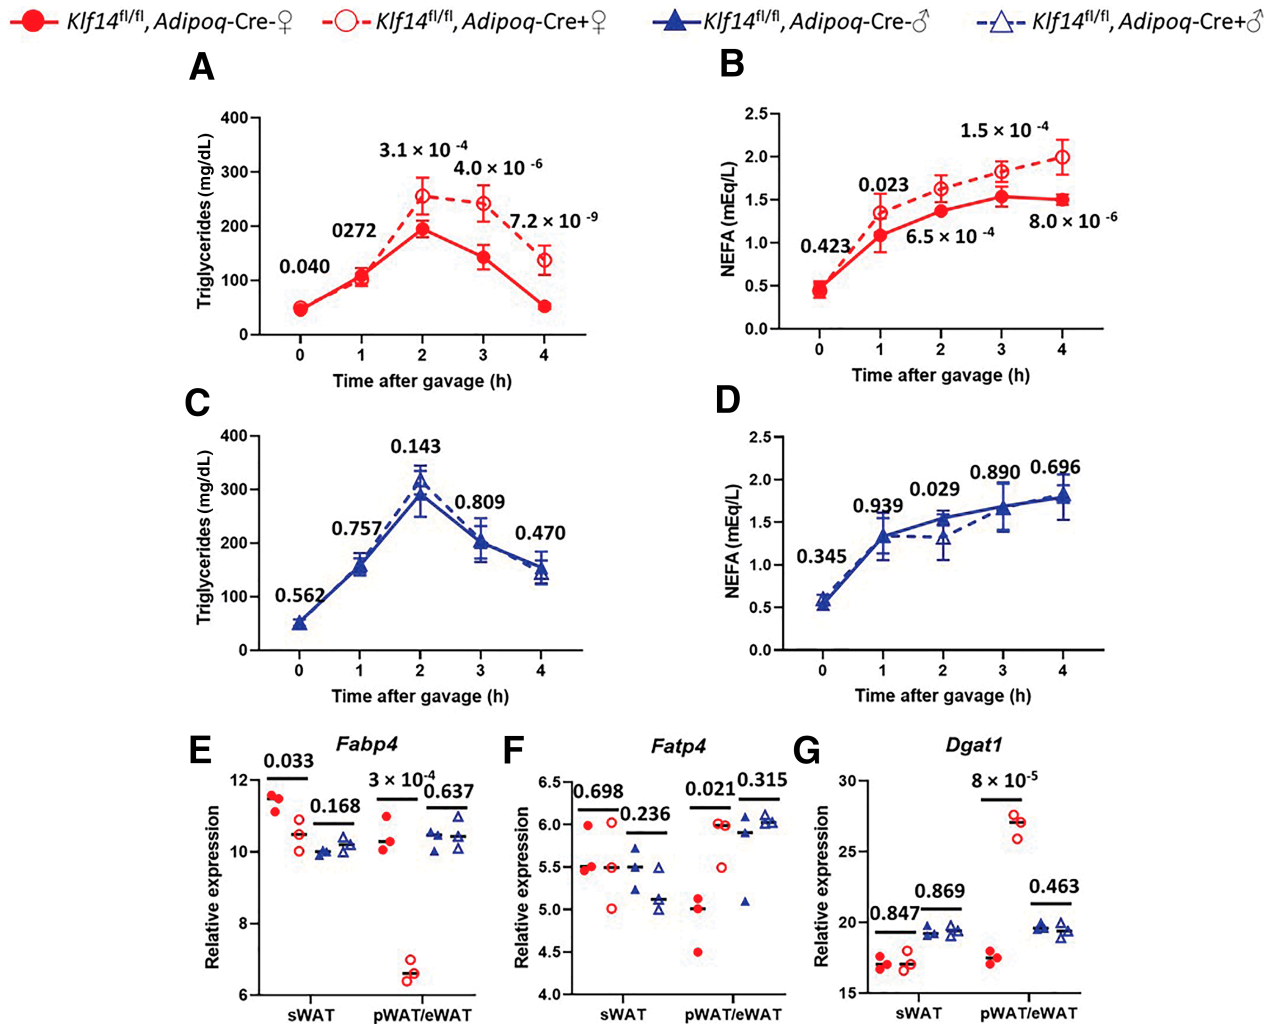 Klf14fl/fl, Adipoq-Cre-♀ Klf14fl/fl, Adipoq-Cre+♀ Klf14fl/fl, Adipoq-Cre-♂ Klf14fl/fl, Adipoq-Cre+♂
A
Triglycerides (mg/dL)
400
300
200
100
0
0.040
0272
3.1 × 10 -4
4.0 × 10 -6
7.2 × 10 -9
0 1 2 3 4
Time after gavage (h)
B
NEFA (mEq/L)
2.5
2.0
1.5
1.0
0.5
0.0
0.423
0.023
6.5 × 10 -4
1.5 × 10 -4
8.0 × 10 -6
0 1 2 3 4
Time after gavage (h)
C
Triglycerides (mg/dL)
400
300
200
100
0
0.562
0.757
0.143
0.809
0.470
0 1 2 3 4
Time after gavage (h)
D
NEFA (mEq/L)
2.5
2.0
1.5
1.0
0.5
0.0
0.345
0.939
0.029
0.890
0.696
0 1 2 3 4
Time after gavage (h)
E
Fabp4
Relative expression
12
10
8
6
0.033
0.168
3 × 10-4
0.637
sWAT pWAT/eWAT
F
Fatp4
Relative expression
6.5
6.0
5.5
5.0
4.5
4.0
0.698
0.236
0.021
0.315
sWAT pWAT/eWAT
G
Dgat1
Relative expression
30
25
20
15
0.847
0.869
8 × 10-5
0.463
sWAT pWAT/eWAT